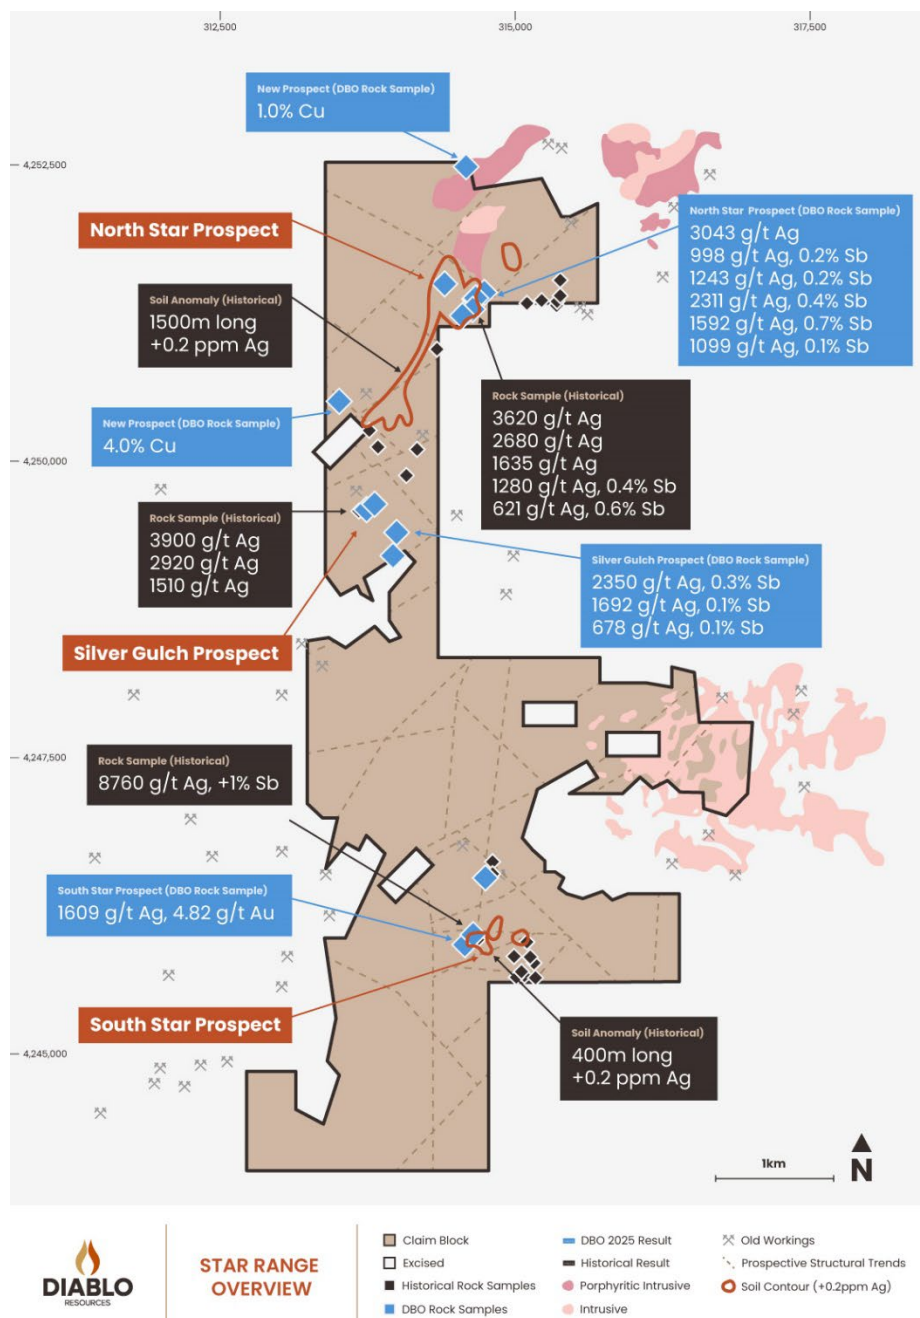 312,500
315,000
317,500
New Prospect (DBO Rock Sample)
1.0% Cu
4,252,500
North Star Prospect
North Star Prospect (DBO Rock Sample)
3043 g/t Ag
998 g/t Ag, 0.2% Sb
1243 g/t Ag, 0.2% Sb
2311 g/t Ag, 0.4% Sb
1592 g/t Ag, 0.7% Sb
1099 g/t Ag, 0.1% Sb
Soil Anomaly (Historical)
1500m long
+0.2 ppm Ag
Rock Sample (Historical)
3620 g/t Ag
2680 g/t Ag
1635 g/t Ag
1280 g/t Ag, 0.4% Sb
621 g/t Ag, 0.6% Sb
New Prospect (DBO Rock Sample)
4.0% Cu
4,250,000
Rock Sample (Historical)
3900 g/t Ag
2920 g/t Ag
1510 g/t Ag
Silver Gulch Prospect (DBO Rock Sample)
2350 g/t Ag, 0.3% Sb
1692 g/t Ag, 0.1% Sb
678 g/t Ag, 0.1% Sb
Silver Gulch Prospect
4,247,500
Rock Sample (Historical)
8760 g/t Ag, +1% Sb
South Star Prospect (DBO Rock Sample)
1609 g/t Ag, 4.82 g/t Au
South Star Prospect
Soil Anomaly (Historical)
400m long
+0.2 ppm Ag
4,245,000
1km
N
DIABLO
RESOURCES
STAR RANGE
OVERVIEW
Claim Block
Excised
Historical Rock Samples
DBO Rock Samples
DBO 2025 Result
Historical Result
Porphyritic Intrusive
Intrusive
Old Workings
Prospective Structural Trends
Soil Contour (+0.2ppm Ag)